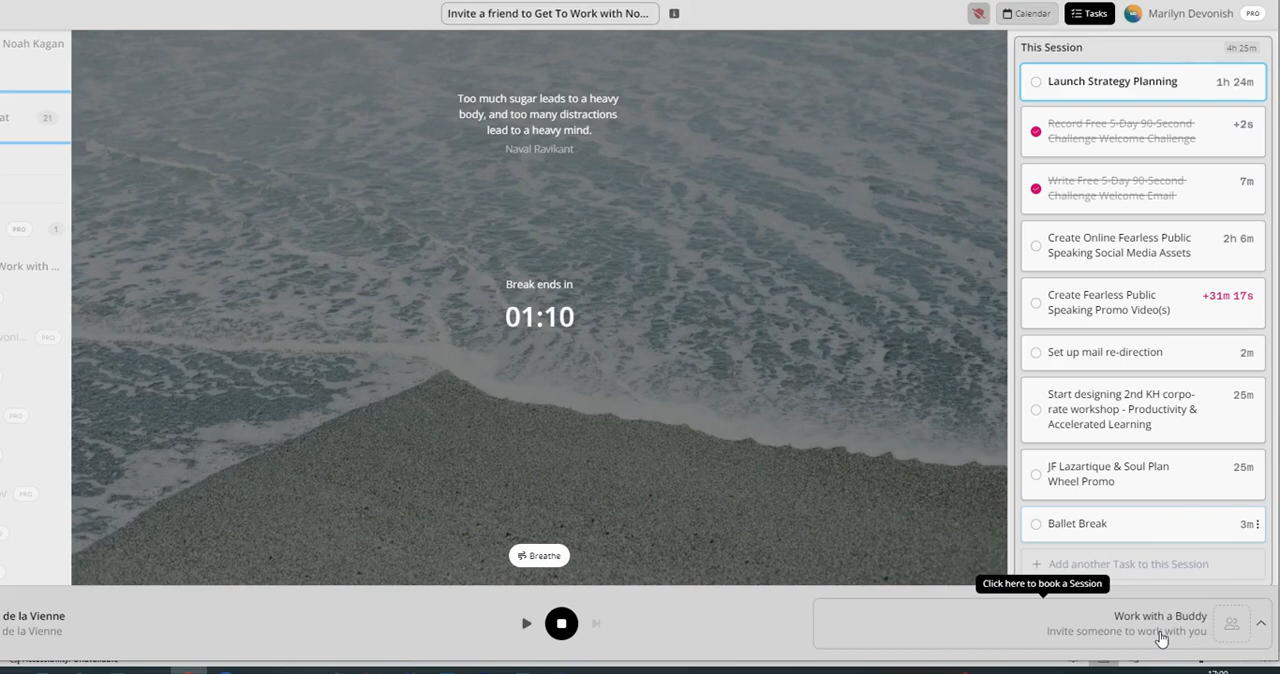 Invite a friend to Get To Work with No...
Calendar
Tasks
Marilyn Devonish
PRO
Noah Kagan
at
21
PRO
1
Work with ...
voni...
PRO
PRO
PRO
Too much sugar leads to a heavy
body, and too many distractions
lead to a heavy mind.
Naval Ravikant
Break ends in
01:10
Breathe
This Session
4h 25m
Launch Strategy Planning
1h 24m
Record Free 5-Day 90-Second
Challenge Welcome Challenge
+2s
Write Free 5-Day 90-Second
Challenge Welcome Email
7m
Create Online Fearless Public
Speaking Social Media Assets
2h 6m
Create Fearless Public
Speaking Promo Video(s)
+31m 17s
Set up mail re-direction
2m
Start designing 2nd KH corpo-
rate workshop - Productivity &
Accelerated Learning
25m
JF Lazartique & Soul Plan
Wheel Promo
25m
Ballet Break
3m
+ Add another Task to this Session
Click here to book a Session
de la Vienne
de la Vienne
Work with a Buddy
Invite someone to work with you